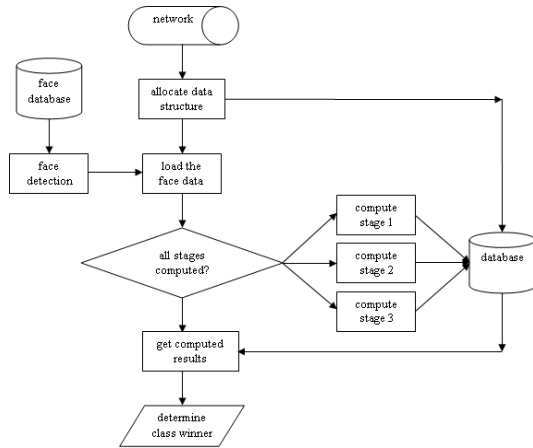 network
face
database
allocate data
structure
face
detection
load the
face data
compute
stage 1
all stages
computed?
compute
stage 2
database
compute
stage 3
get computed
results
determine
class winner